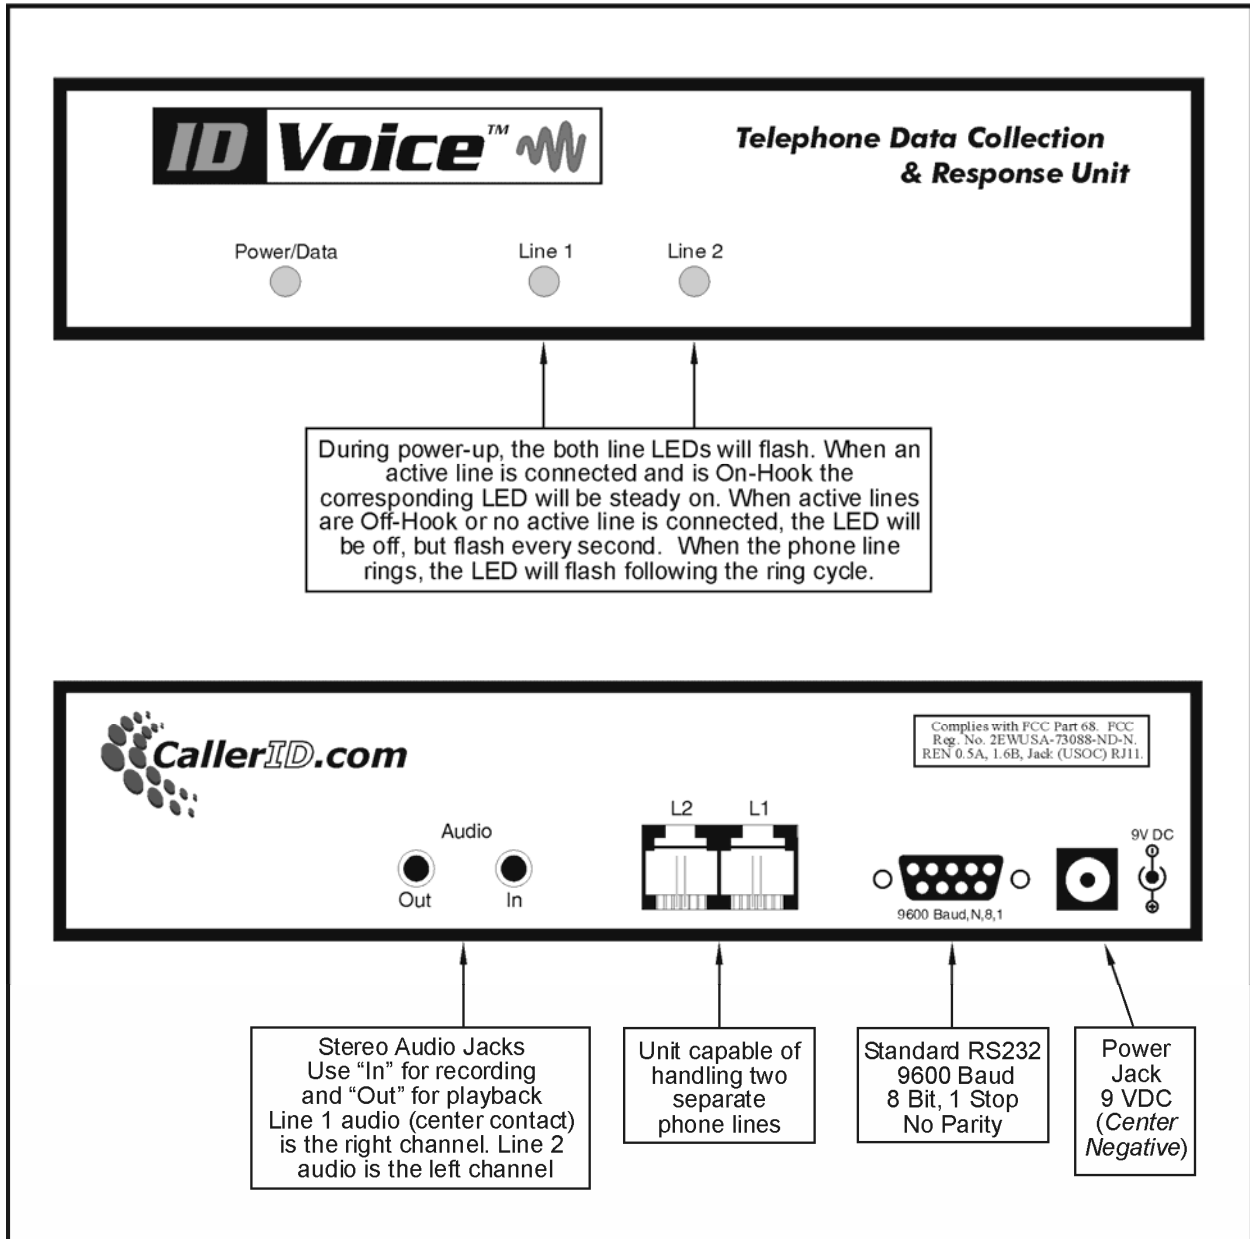 ID Voice™
Telephone Data Collection
& Response Unit
Power/Data
Line 1
Line 2
During power-up, the both line LEDs will flash. When an
active line is connected and is On-Hook the
corresponding LED will be steady on. When active lines
are Off-Hook or no active line is connected, the LED will
be off, but flash every second. When the phone line
rings, the LED will flash following the ring cycle.
CallerID.com
Complies with FCC Part 68. FCC
Reg. No. 2EWUSA-73088-ND-N.
REN 0.5A, 1.6B, Jack (USOC) RJ11.
Audio
Out
In
L2
L1
9600 Baud,N,8,1
9V DC
Stereo Audio Jacks
Use “In” for recording
and “Out” for playback
Line 1 audio (center contact)
is the right channel. Line 2
audio is the left channel
Unit capable of
handling two
separate
phone lines
Standard RS232
9600 Baud
8 Bit, 1 Stop
No Parity
Power
Jack
9 VDC
(Center
Negative)